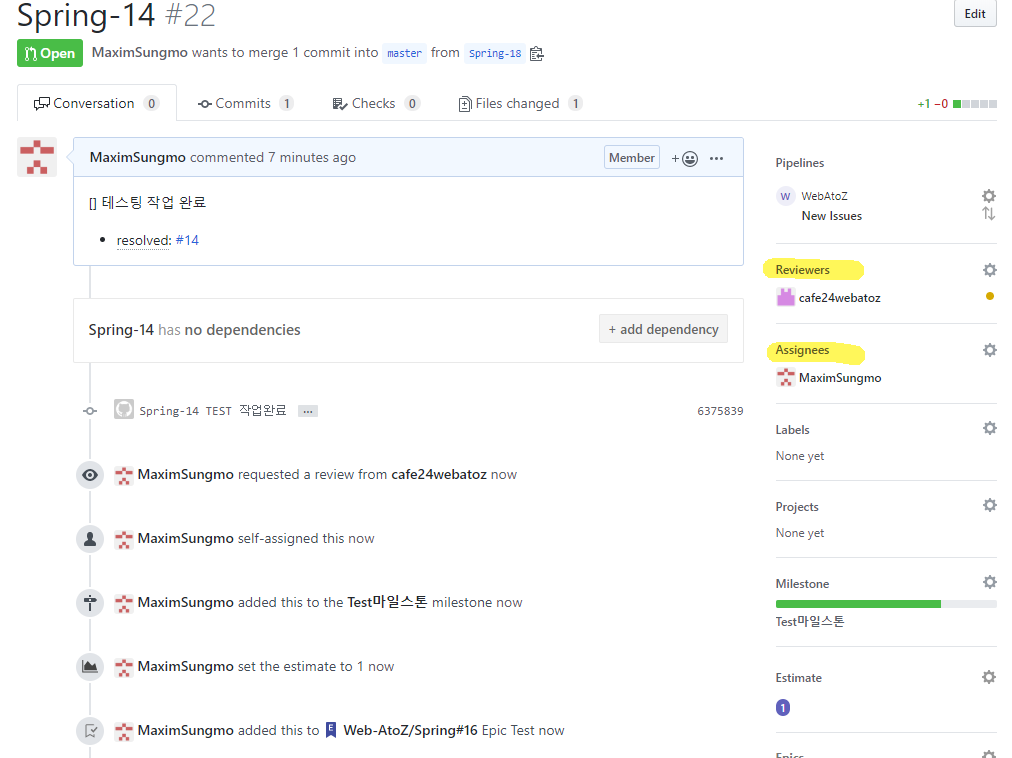 Spring-14 #22
Edit
Open MaximSungmo wants to merge 1 commit into master from Spring-18
Conversation 0 Commits 1 Checks 0 Files changed 1 +1 −0
MaximSungmo commented 7 minutes ago Member +
[] 테스팅 작업 완료
• resolved: #14
Spring-14 has no dependencies + add dependency
Spring-14 TEST 작업완료 … 6375839
MaximSungmo requested a review from cafe24webatoz now
MaximSungmo self-assigned this now
MaximSungmo added this to the Test마일스톤 milestone now
MaximSungmo set the estimate to 1 now
MaximSungmo added this to E Web-AtoZ/Spring#16 Epic Test now
Pipelines
W WebAtoZ
New Issues
Reviewers
cafe24webatoz
Assignees
MaximSungmo
Labels
None yet
Projects
None yet
Milestone
Test마일스톤
Estimate
1
Epics